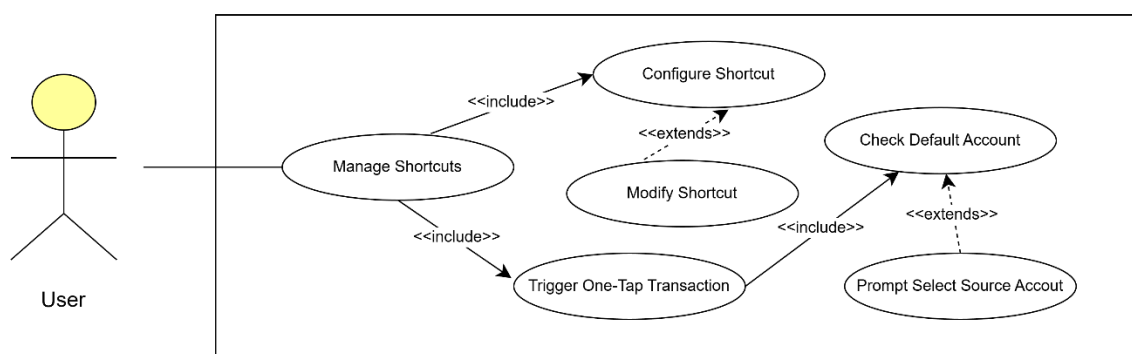 Configure Shortcut
<<include>>
<<extends>>
Check Default Account
Manage Shortcuts
Modify Shortcut
<<extends>>
<<include>>
<<include>>
Trigger One-Tap Transaction
Prompt Select Source Accout
User